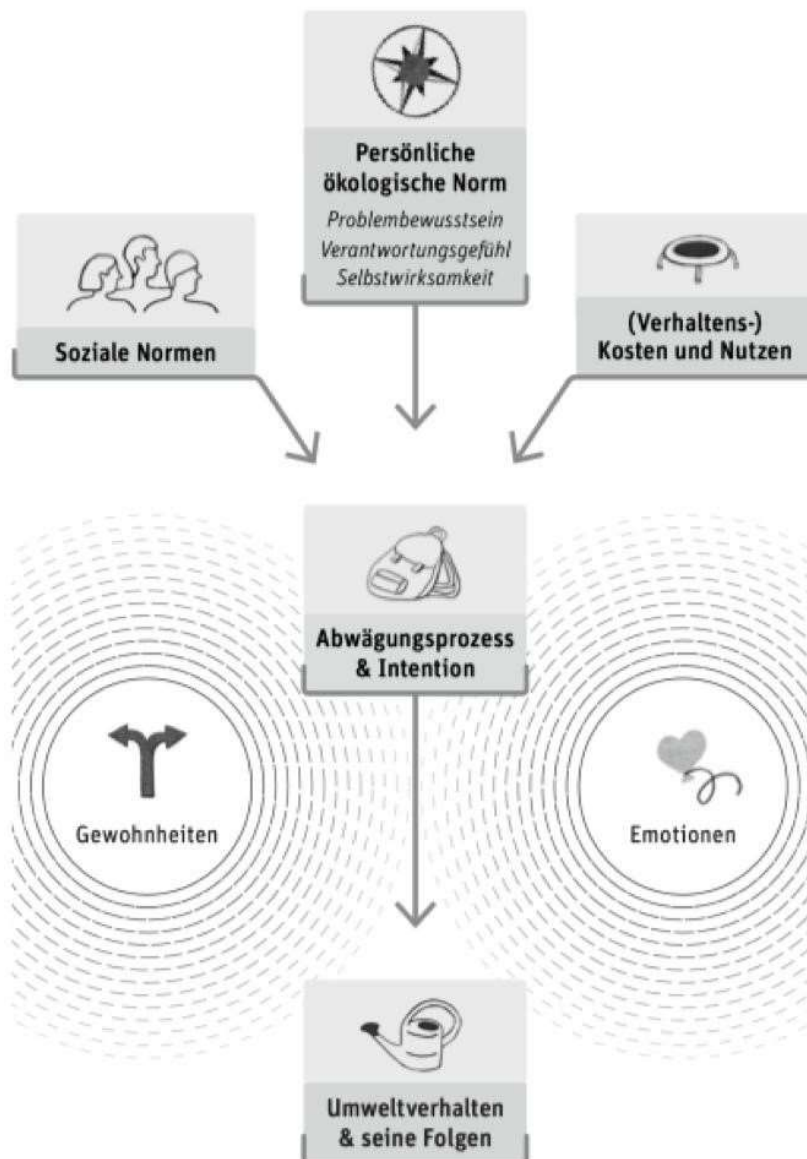 Persönliche
ökologische Norm
Problembewusstsein
Verantwortungsgefühl
Selbstwirksamkeit
Soziale Normen
(Verhaltens-)
Kosten und Nutzen
Abwägungsprozess
& Intention
Gewohnheiten
Emotionen
Umweltverhalten
& seine Folgen